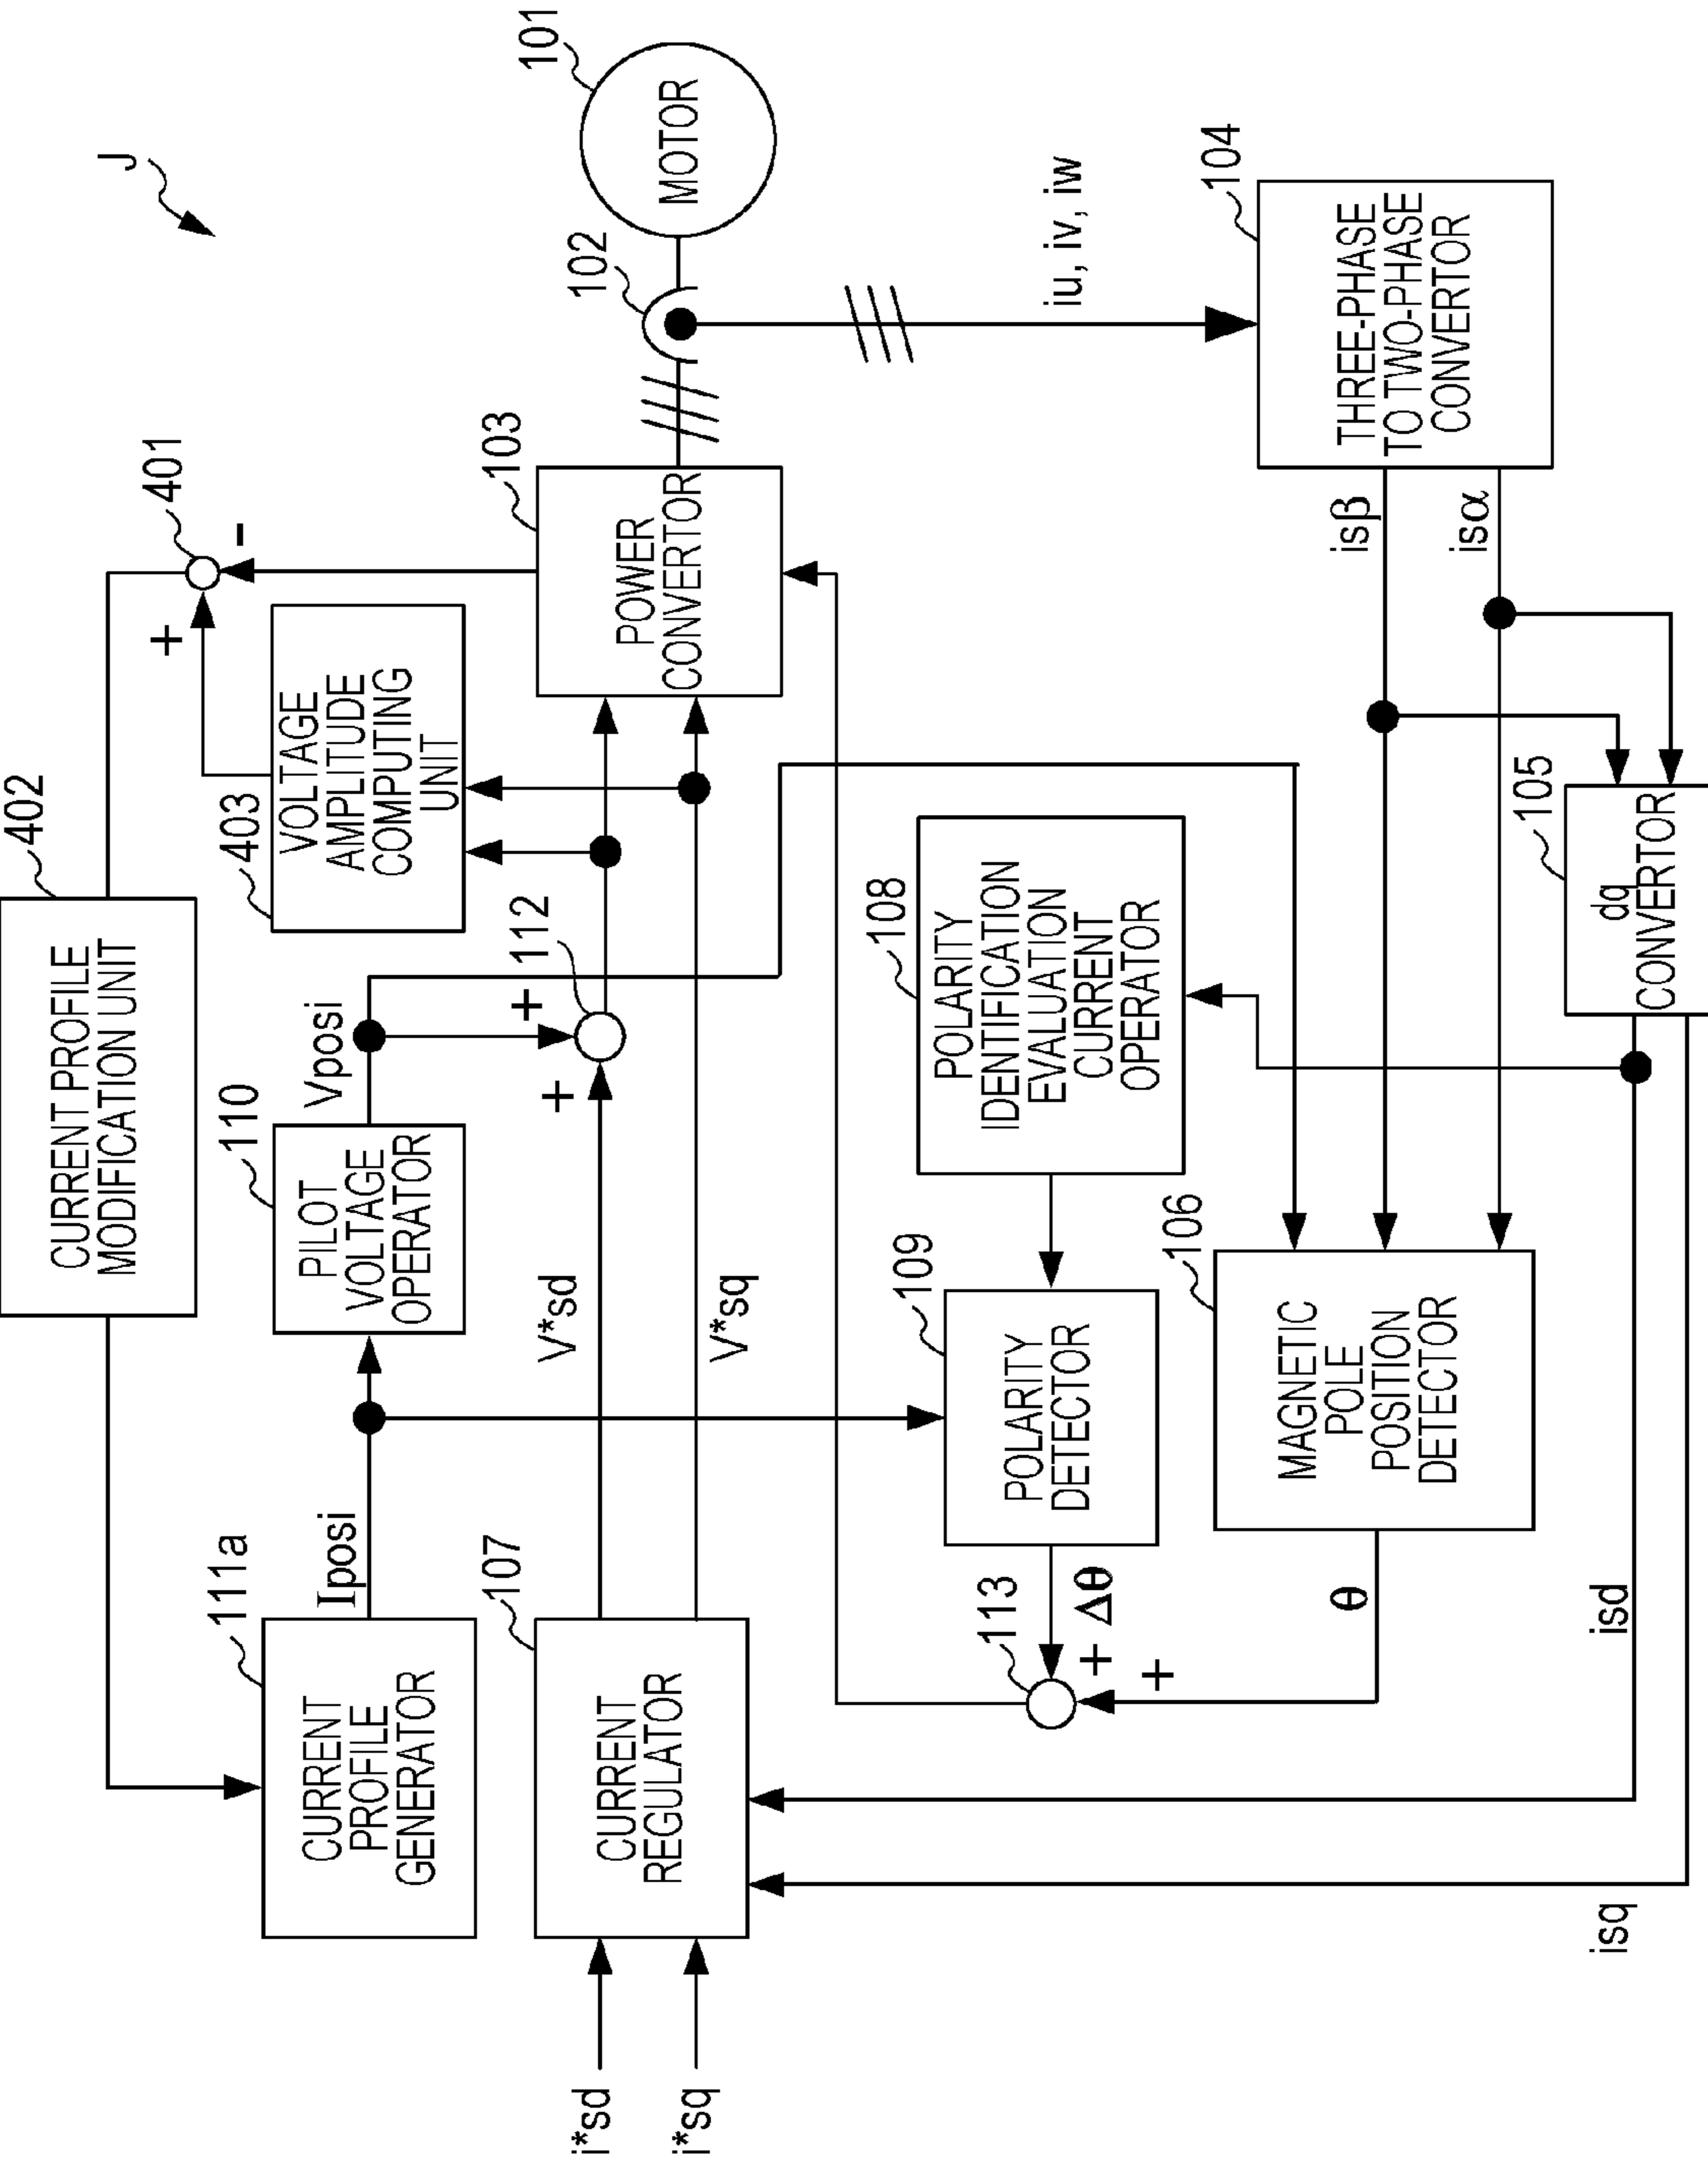 J
402
CURRENT PROFILE
MODIFICATION UNIT
401
+
-
403
VOLTAGE
AMPLITUDE
COMPUTING
UNIT
111a
CURRENT
PROFILE
GENERATOR
Iposi
110
PILOT
VOLTAGE
OPERATOR
Vposi
+
112
+
103
POWER
CONVERTOR
102
101
MOTOR
i*sd
i*sq
107
CURRENT
REGULATOR
V*sd
V*sq
iu, iv, iw
108
POLARITY
IDENTIFICATION
EVALUATION
CURRENT
OPERATOR
109
POLARITY
DETECTOR
113
+
Δθ
+
θ
106
MAGNETIC
POLE
POSITION
DETECTOR
104
THREE-PHASE
TO TWO-PHASE
CONVERTOR
isβ
isα
105
dq
CONVERTOR
isd
isq